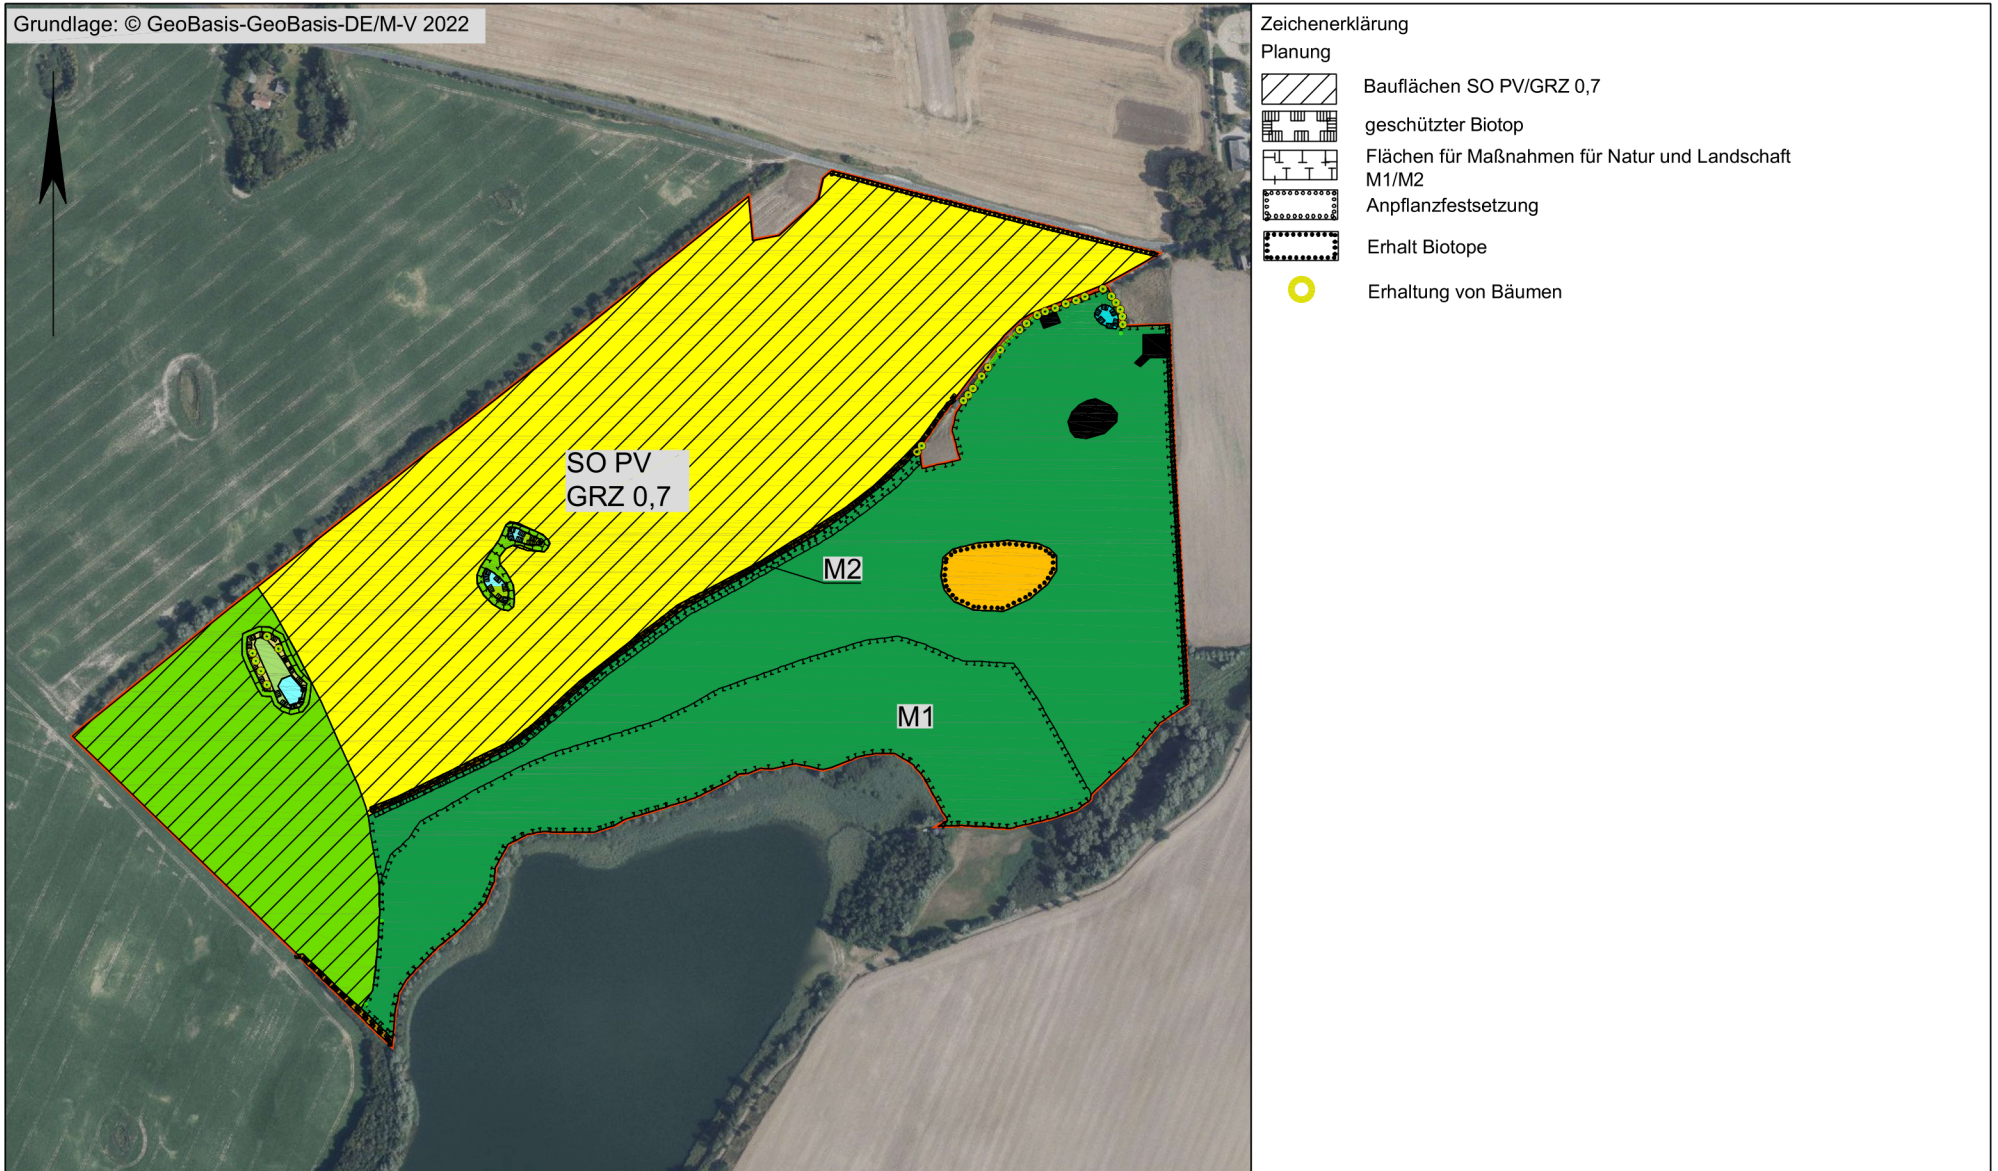 Grundlage: © GeoBasis-GeoBasis-DE/M-V 2022
SO PV
GRZ 0,7
M2
M1
Zeichenerklärung
Planung
Bauflächen SO PV/GRZ 0,7
geschützter Biotop
Flächen für Maßnahmen für Natur und Landschaft
M1/M2
Anpflanzfestsetzung
Erhalt Biotope
Erhaltung von Bäumen